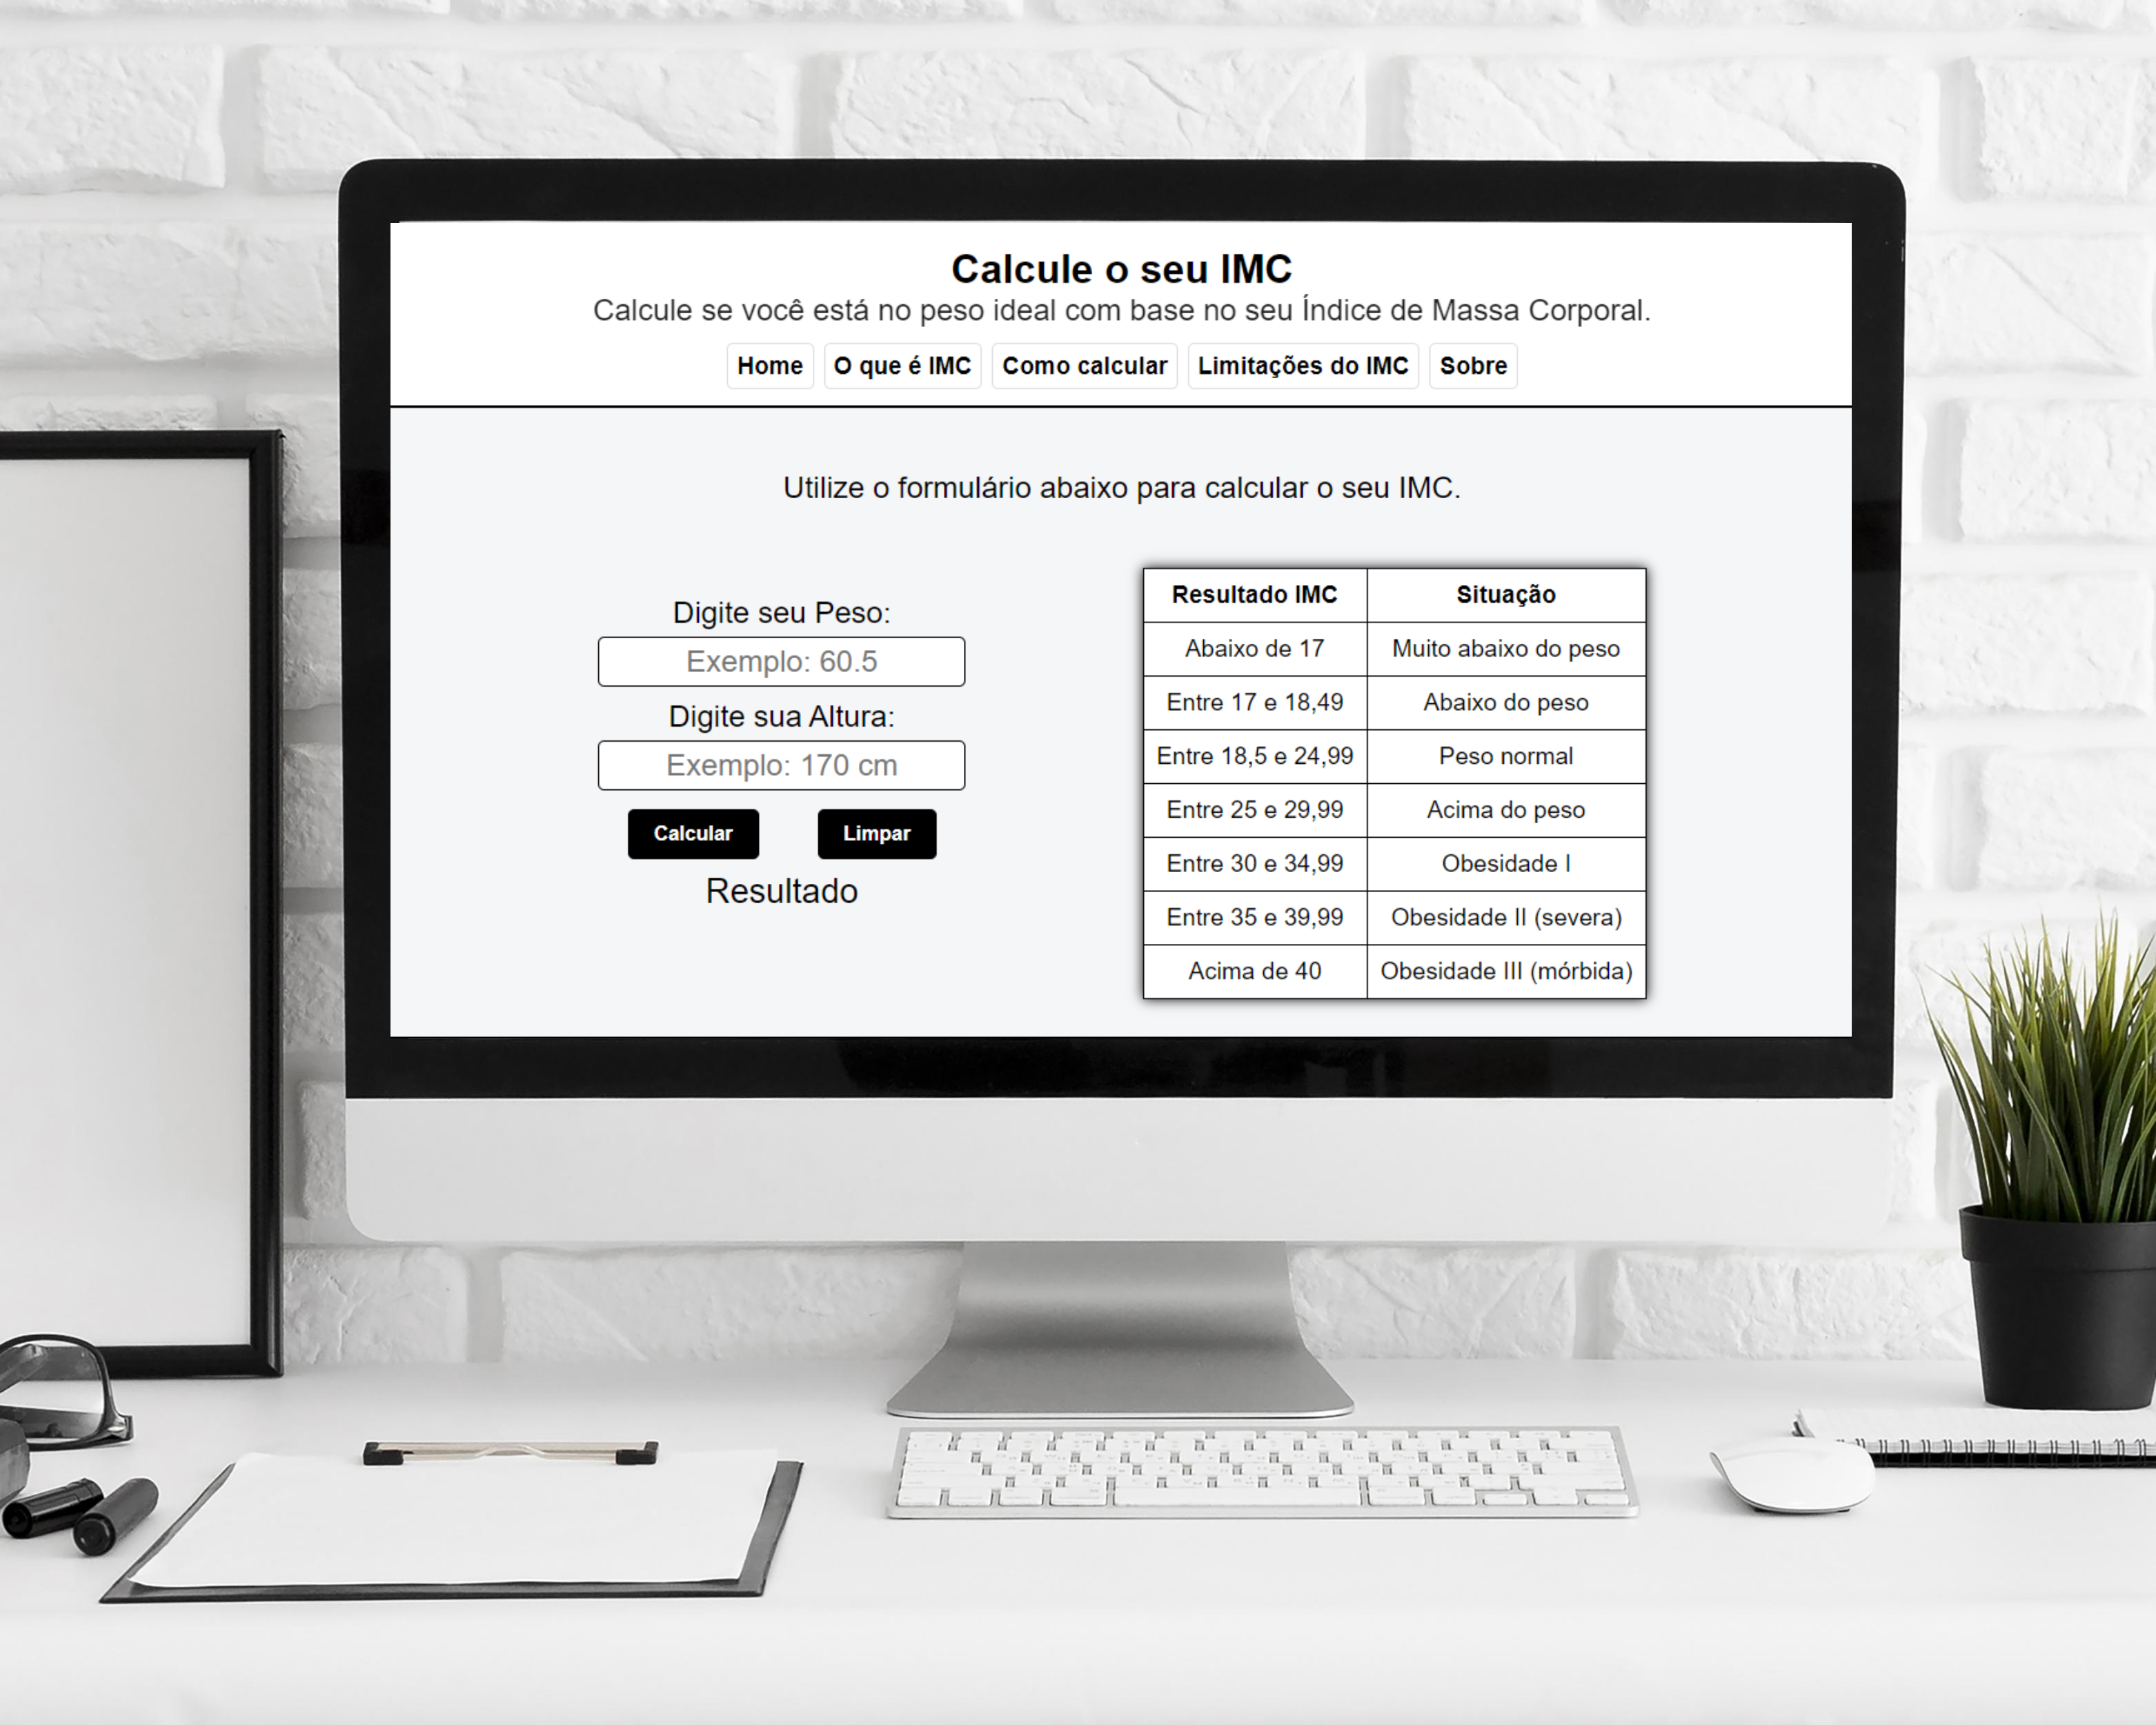 Calcule o seu IMC
Calcule se você está no peso ideal com base no seu Índice de Massa Corporal.
Home O que é IMC Como calcular Limitações do IMC Sobre
Utilize o formulário abaixo para calcular o seu IMC.
Digite seu Peso:
Exemplo: 60.5
Digite sua Altura:
Exemplo: 170 cm
Calcular Limpar
Resultado
Resultado IMC Situação
Abaixo de 17 Muito abaixo do peso
Entre 17 e 18,49 Abaixo do peso
Entre 18,5 e 24,99 Peso normal
Entre 25 e 29,99 Acima do peso
Entre 30 e 34,99 Obesidade I
Entre 35 e 39,99 Obesidade II (severa)
Acima de 40 Obesidade III (mórbida)